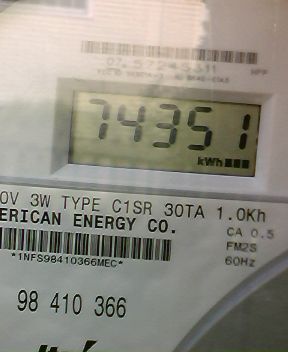 74351
kWh
0V 3W TYPE C1SR 30TA 1.0Kh
ERICAN ENERGY CO.
CA 0.5
FM2S
*1NFS98410366MEC*
60Hz
98 410 366